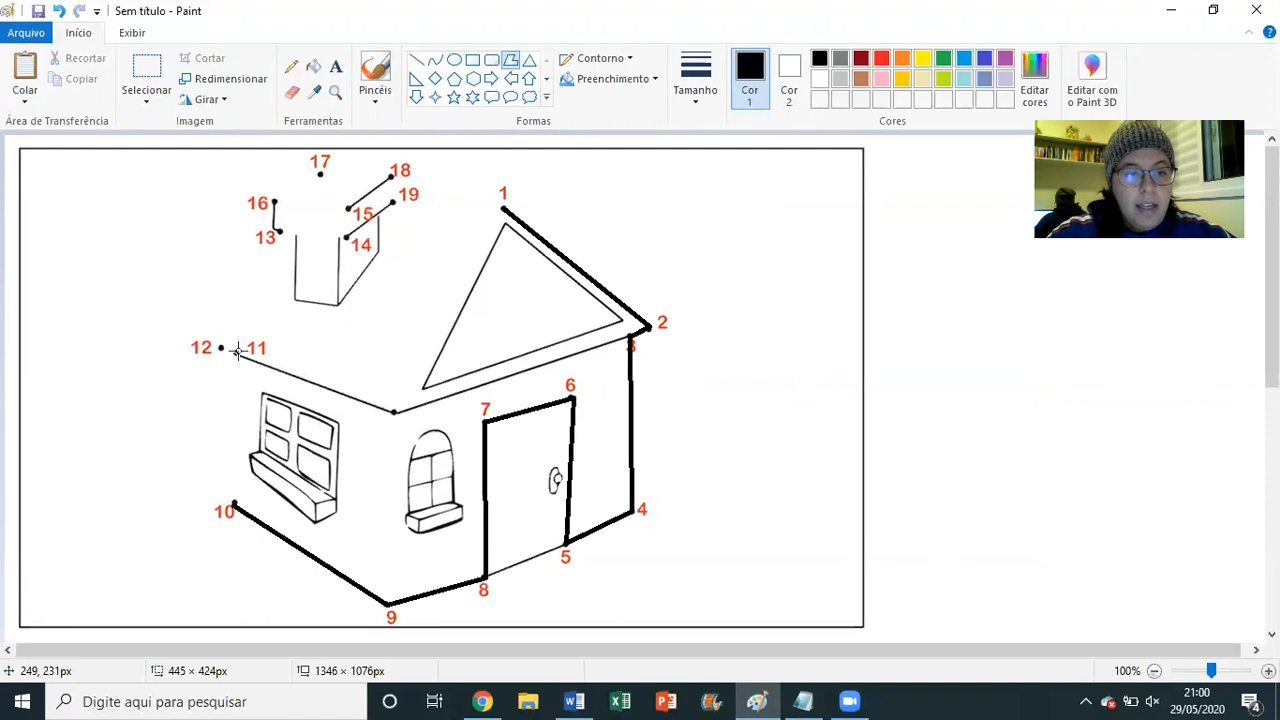 Sem título - Paint
Arquivo Início Exibir
Colar
Recortar
Copiar
Área de Transferência
Selecionar
Cortar
Redimensionar
Girar
Imagem
A
Ferramentas
Pincéis
Contorno
Preenchimento
Formas
Tamanho
Cor 1
Cor 2
Editar cores
Cores
Editar com o Paint 3D
17
18
16
19
15
13
14
1
2
3
12
11
6
7
10
4
5
8
9
249, 231px
445 × 424px
1346 × 1076px
100%
Digite aqui para pesquisar
21:00
29/05/2020
4